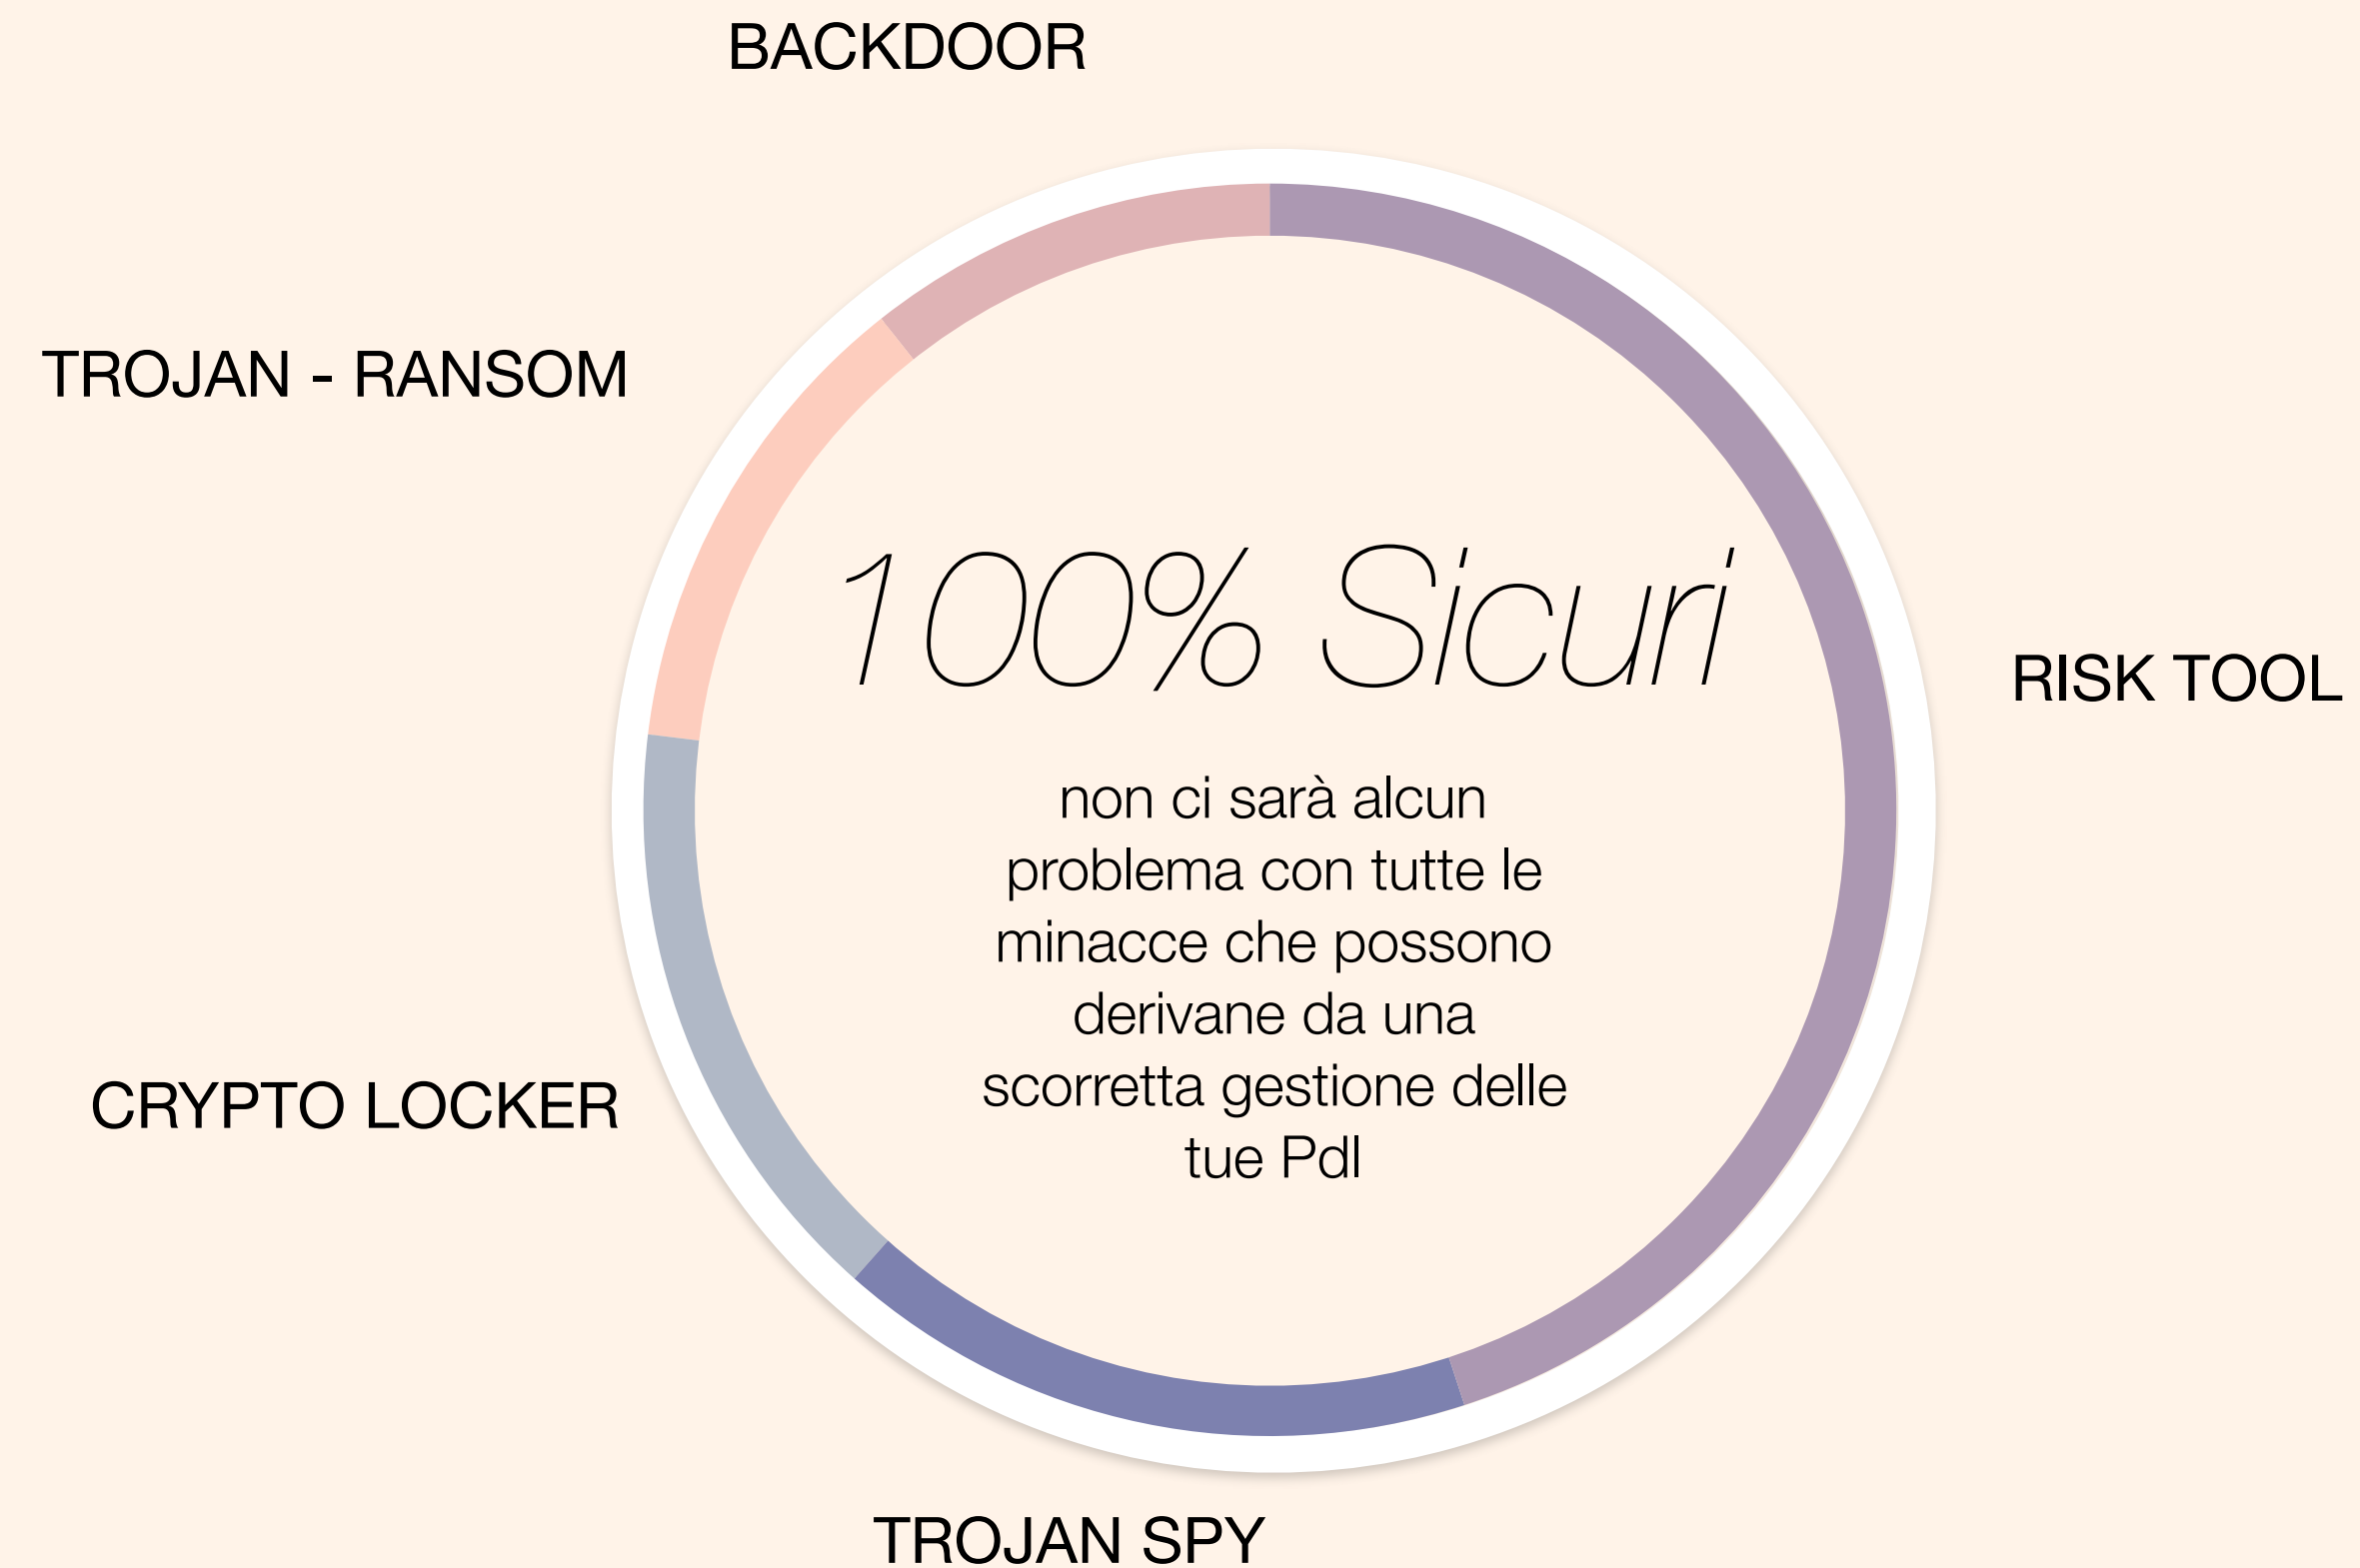 BACKDOOR
TROJAN - RANSOM
100% Sicuri
RISK TOOL
non ci sarà alcun
problema con tutte le
minacce che possono
derivane da una
scorretta gestione delle
tue Pdl
CRYPTO LOCKER
TROJAN SPY